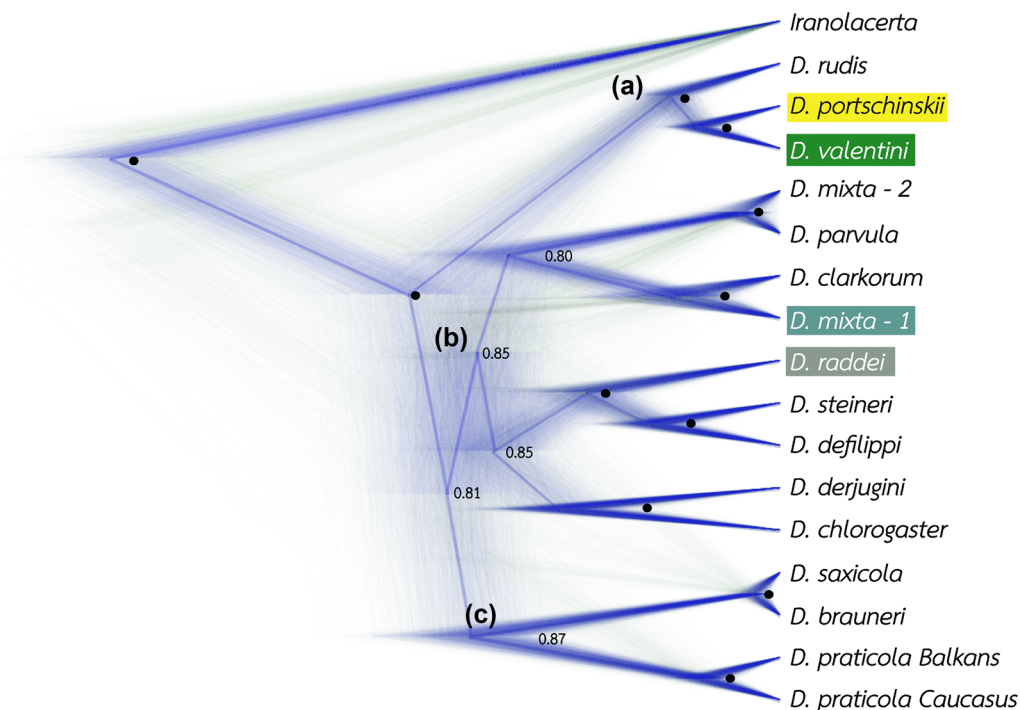 Iranolacerta
D. rudis
(a)
D. portschinskii
D. valentini
D. mixta - 2
D. parvula
0.80
D. clarkorum
D. mixta - 1
(b)
0.85
D. raddei
D. steineri
D. defilippi
0.85
D. derjugini
0.81
D. chlorogaster
D. saxicola
(c)
D. brauneri
0.87
D. praticola Balkans
D. praticola Caucasus